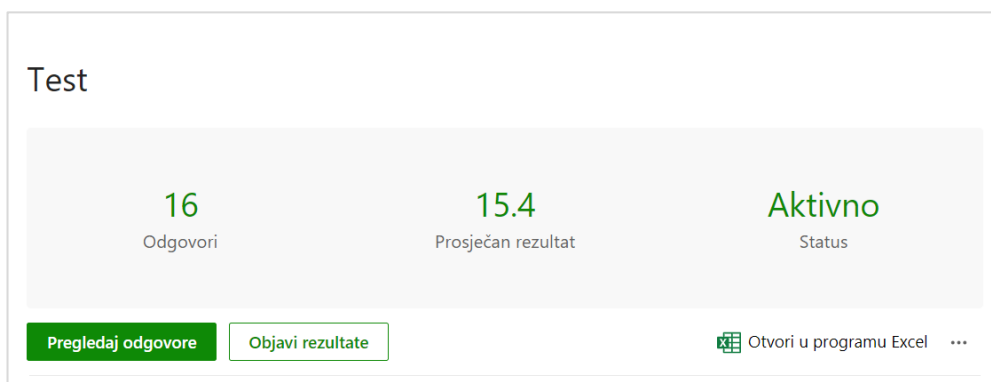 Test
16
Odgovori
15.4
Prosječan rezultat
Aktivno
Status
Pregledaj odgovore
Objavi rezultate
Otvori u programu Excel